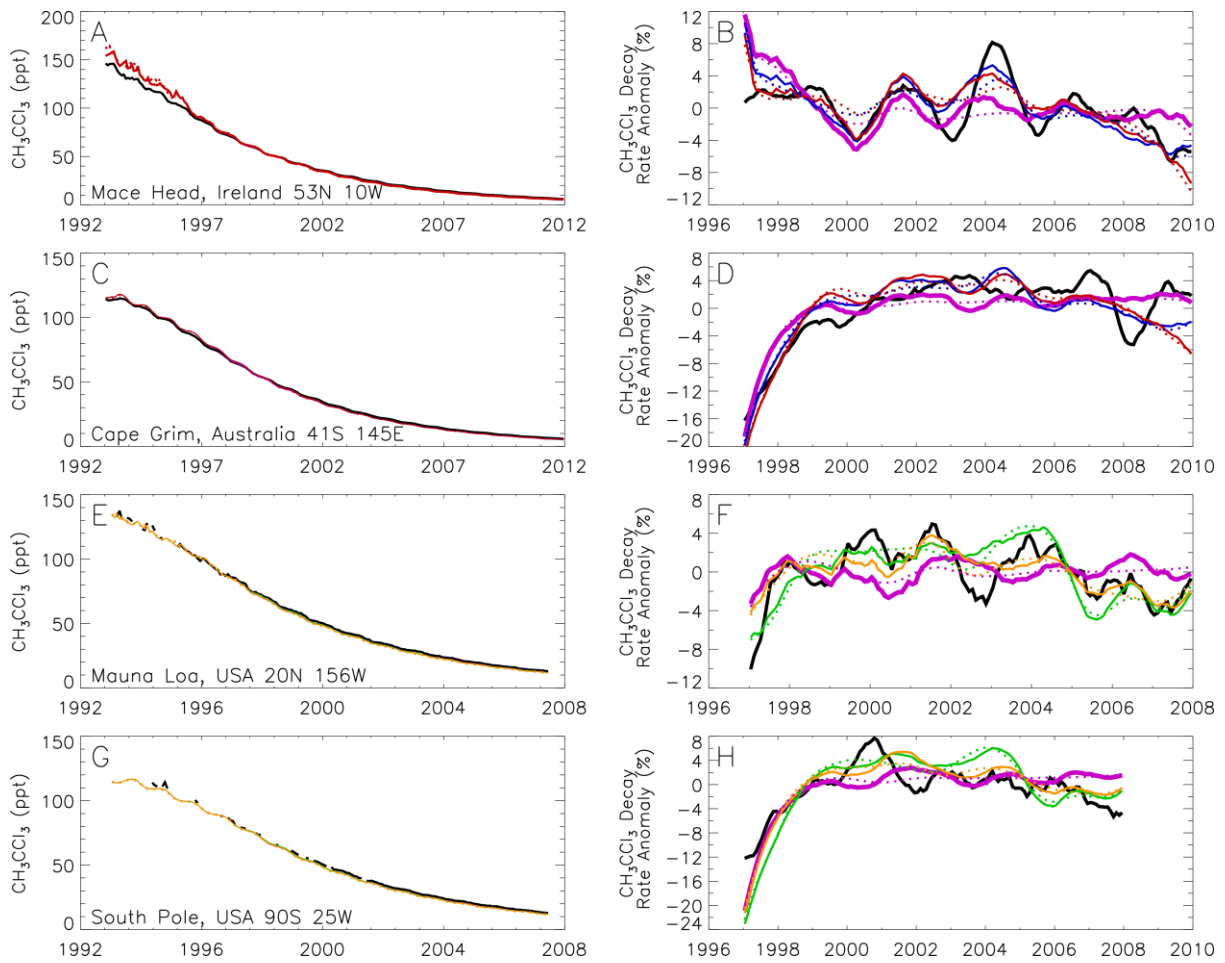 A
CH₃CCl₃ (ppt)
200
150
100
50
0
Mace Head, Ireland 53N 10W
1992 1997 2002 2007 2012
B
CH₃CCl₃ Decay
Rate Anomaly (%)
12
8
4
0
−4
−8
−12
1996 1998 2000 2002 2004 2006 2008 2010
C
CH₃CCl₃ (ppt)
150
100
50
0
Cape Grim, Australia 41S 145E
1992 1997 2002 2007 2012
D
CH₃CCl₃ Decay
Rate Anomaly (%)
8
4
0
−4
−8
−12
−16
−20
1996 1998 2000 2002 2004 2006 2008 2010
E
CH₃CCl₃ (ppt)
150
100
50
0
Mauna Loa, USA 20N 156W
1992 1996 2000 2004 2008
F
CH₃CCl₃ Decay
Rate Anomaly (%)
8
4
0
−4
−8
−12
1996 1998 2000 2002 2004 2006 2008
G
CH₃CCl₃ (ppt)
150
100
50
0
South Pole, USA 90S 25W
1992 1996 2000 2004 2008
H
CH₃CCl₃ Decay
Rate Anomaly (%)
8
4
0
−4
−8
−12
−16
−20
−24
1996 1998 2000 2002 2004 2006 2008 2010